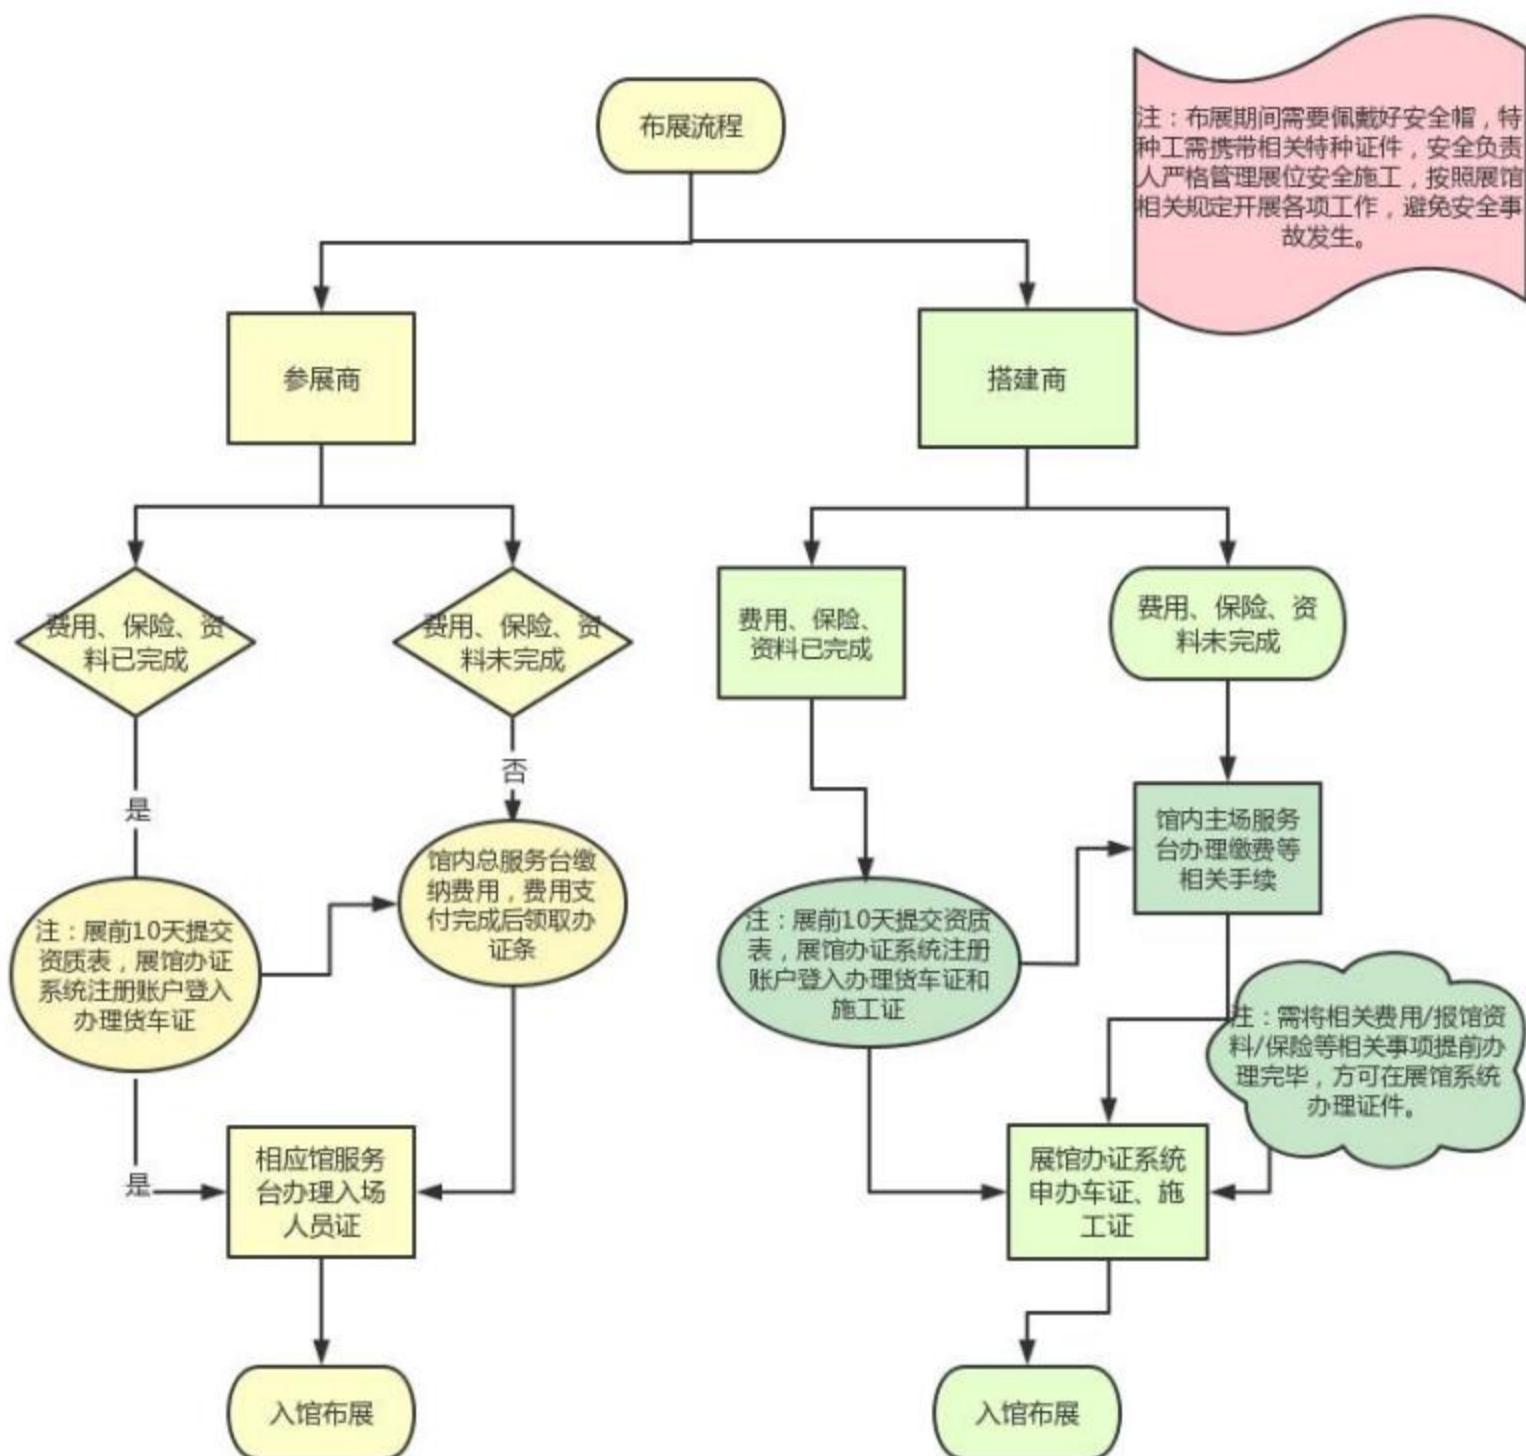 布展流程
注：布展期间需要佩戴好安全帽，特
种工需携带相关特种证件，安全负责
人严格管理展位安全施工，按照展馆
相关规定开展各项工作，避免安全事
故发生。
参展商
搭建商
费用、保险、资
料已完成
费用、保险、资
料未完成
费用、保险、
资料已完成
费用、保险、资
料未完成
是
否
馆内总服务台缴
纳费用，费用支
付完成后领取办
证条
馆内主场服务
台办理缴费等
相关手续
注：展前10天提交
资质表，展馆办证
系统注册账户登入
办理货车证
注：展前10天提交资质
表，展馆办证系统注册
账户登入办理货车证和
施工证
注：需将相关费用/报馆资
料/保险等相关事项提前办
理完毕，方可在展馆系统
办理证件。
是
相应馆服务
台办理入场
人员证
展馆办证系统
申办车证、施
工证
入馆布展
入馆布展